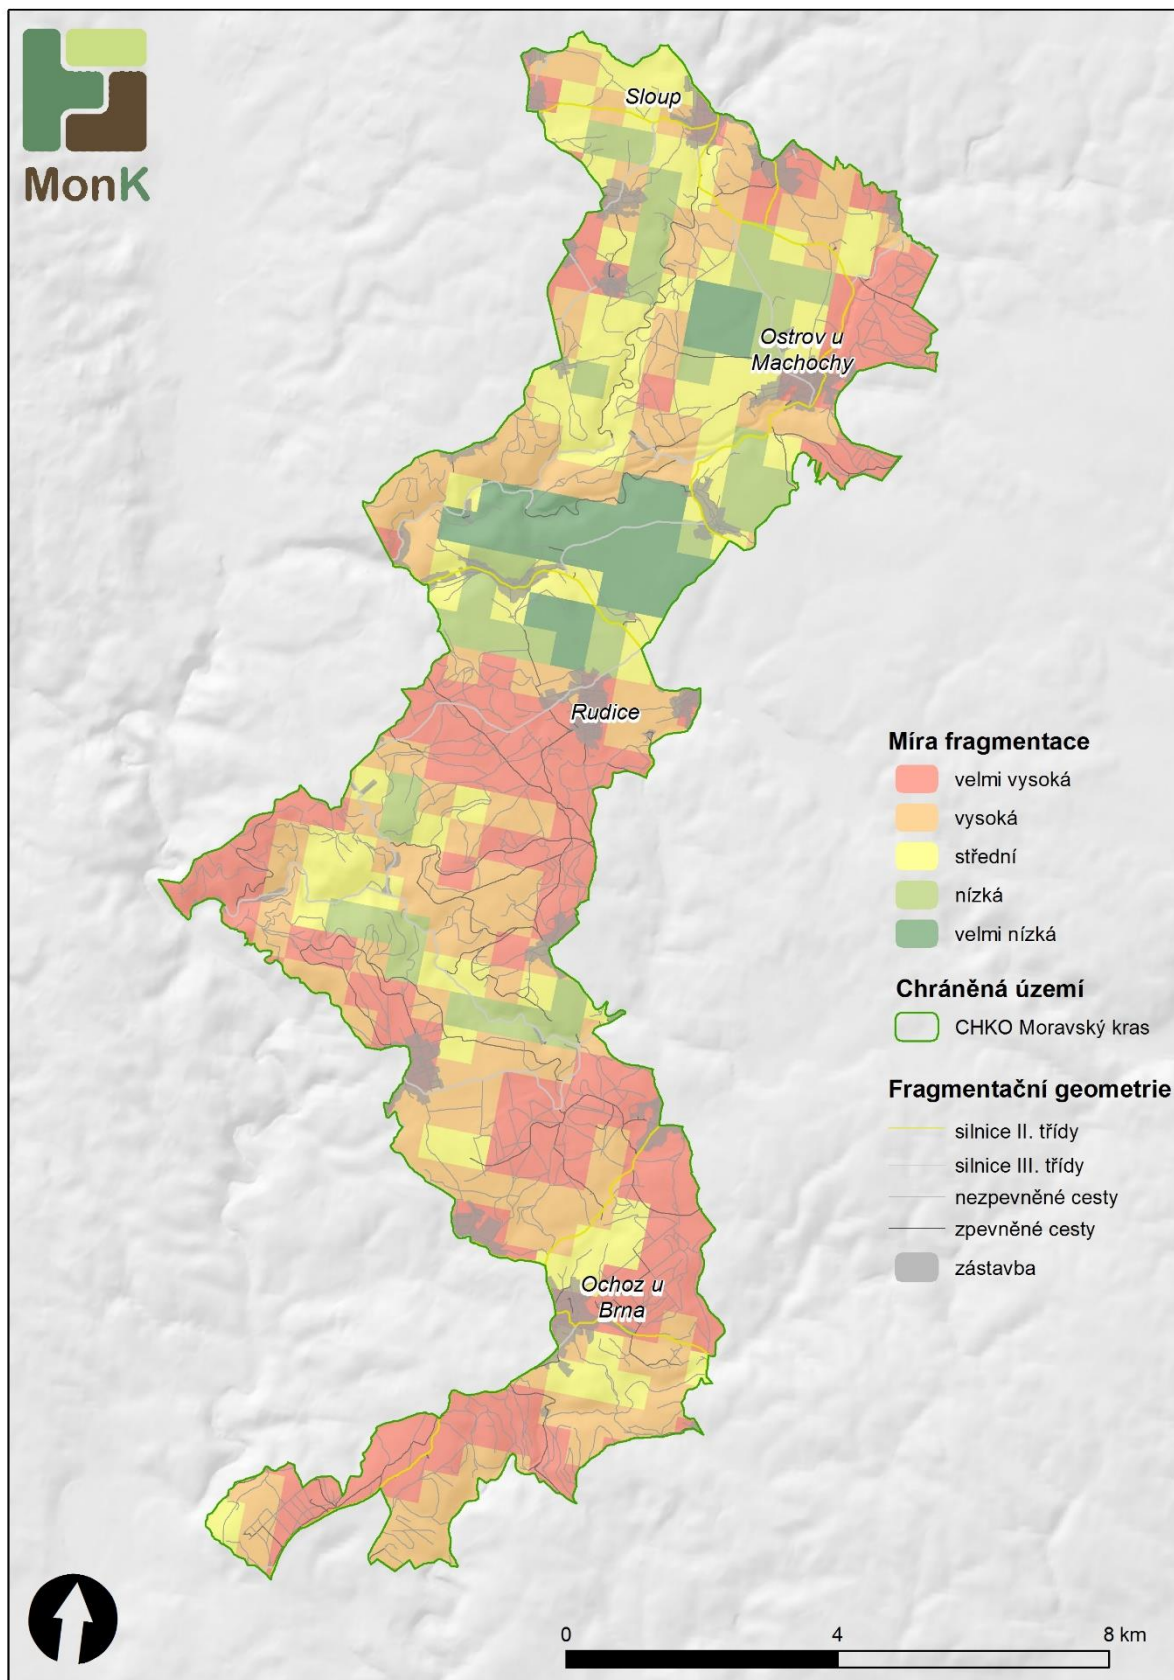 MonK
Sloup
Ostrov u
Machochy
Rudice
Míra fragmentace
velmi vysoká
vysoká
střední
nízká
velmi nízká
Chráněná území
CHKO Moravský kras
Fragmentační geometrie
silnice II. třídy
silnice III. třídy
nezpevněné cesty
zpevněné cesty
zástavba
Ochoz u
Brna
0 4 8 km